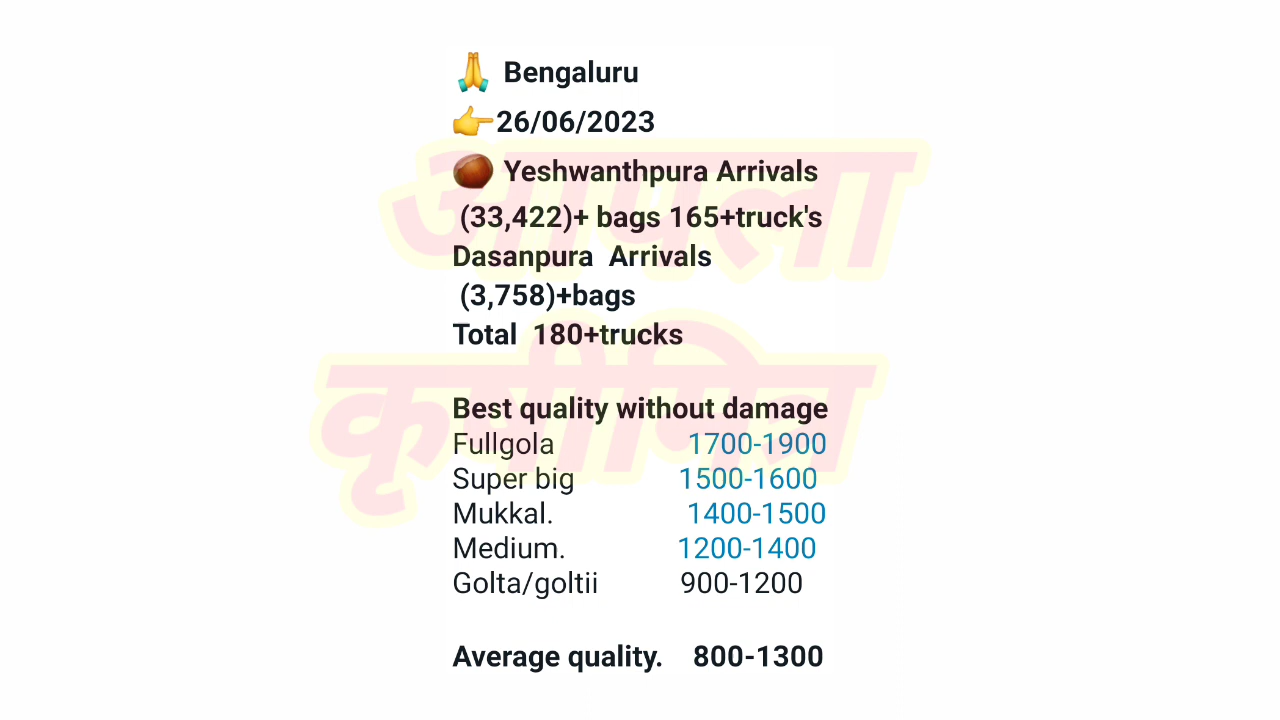 🙏 Bengaluru
👉26/06/2023
🌰 Yeshwanthpura Arrivals
(33,422)+ bags 165+truck's
Dasanpura Arrivals
(3,758)+bags
Total 180+trucks
Best quality without damage
Fullgola 1700-1900
Super big 1500-1600
Mukkal. 1400-1500
Medium. 1200-1400
Golta/goltii 900-1200
Average quality. 800-1300
आपला
कृषीमित्र